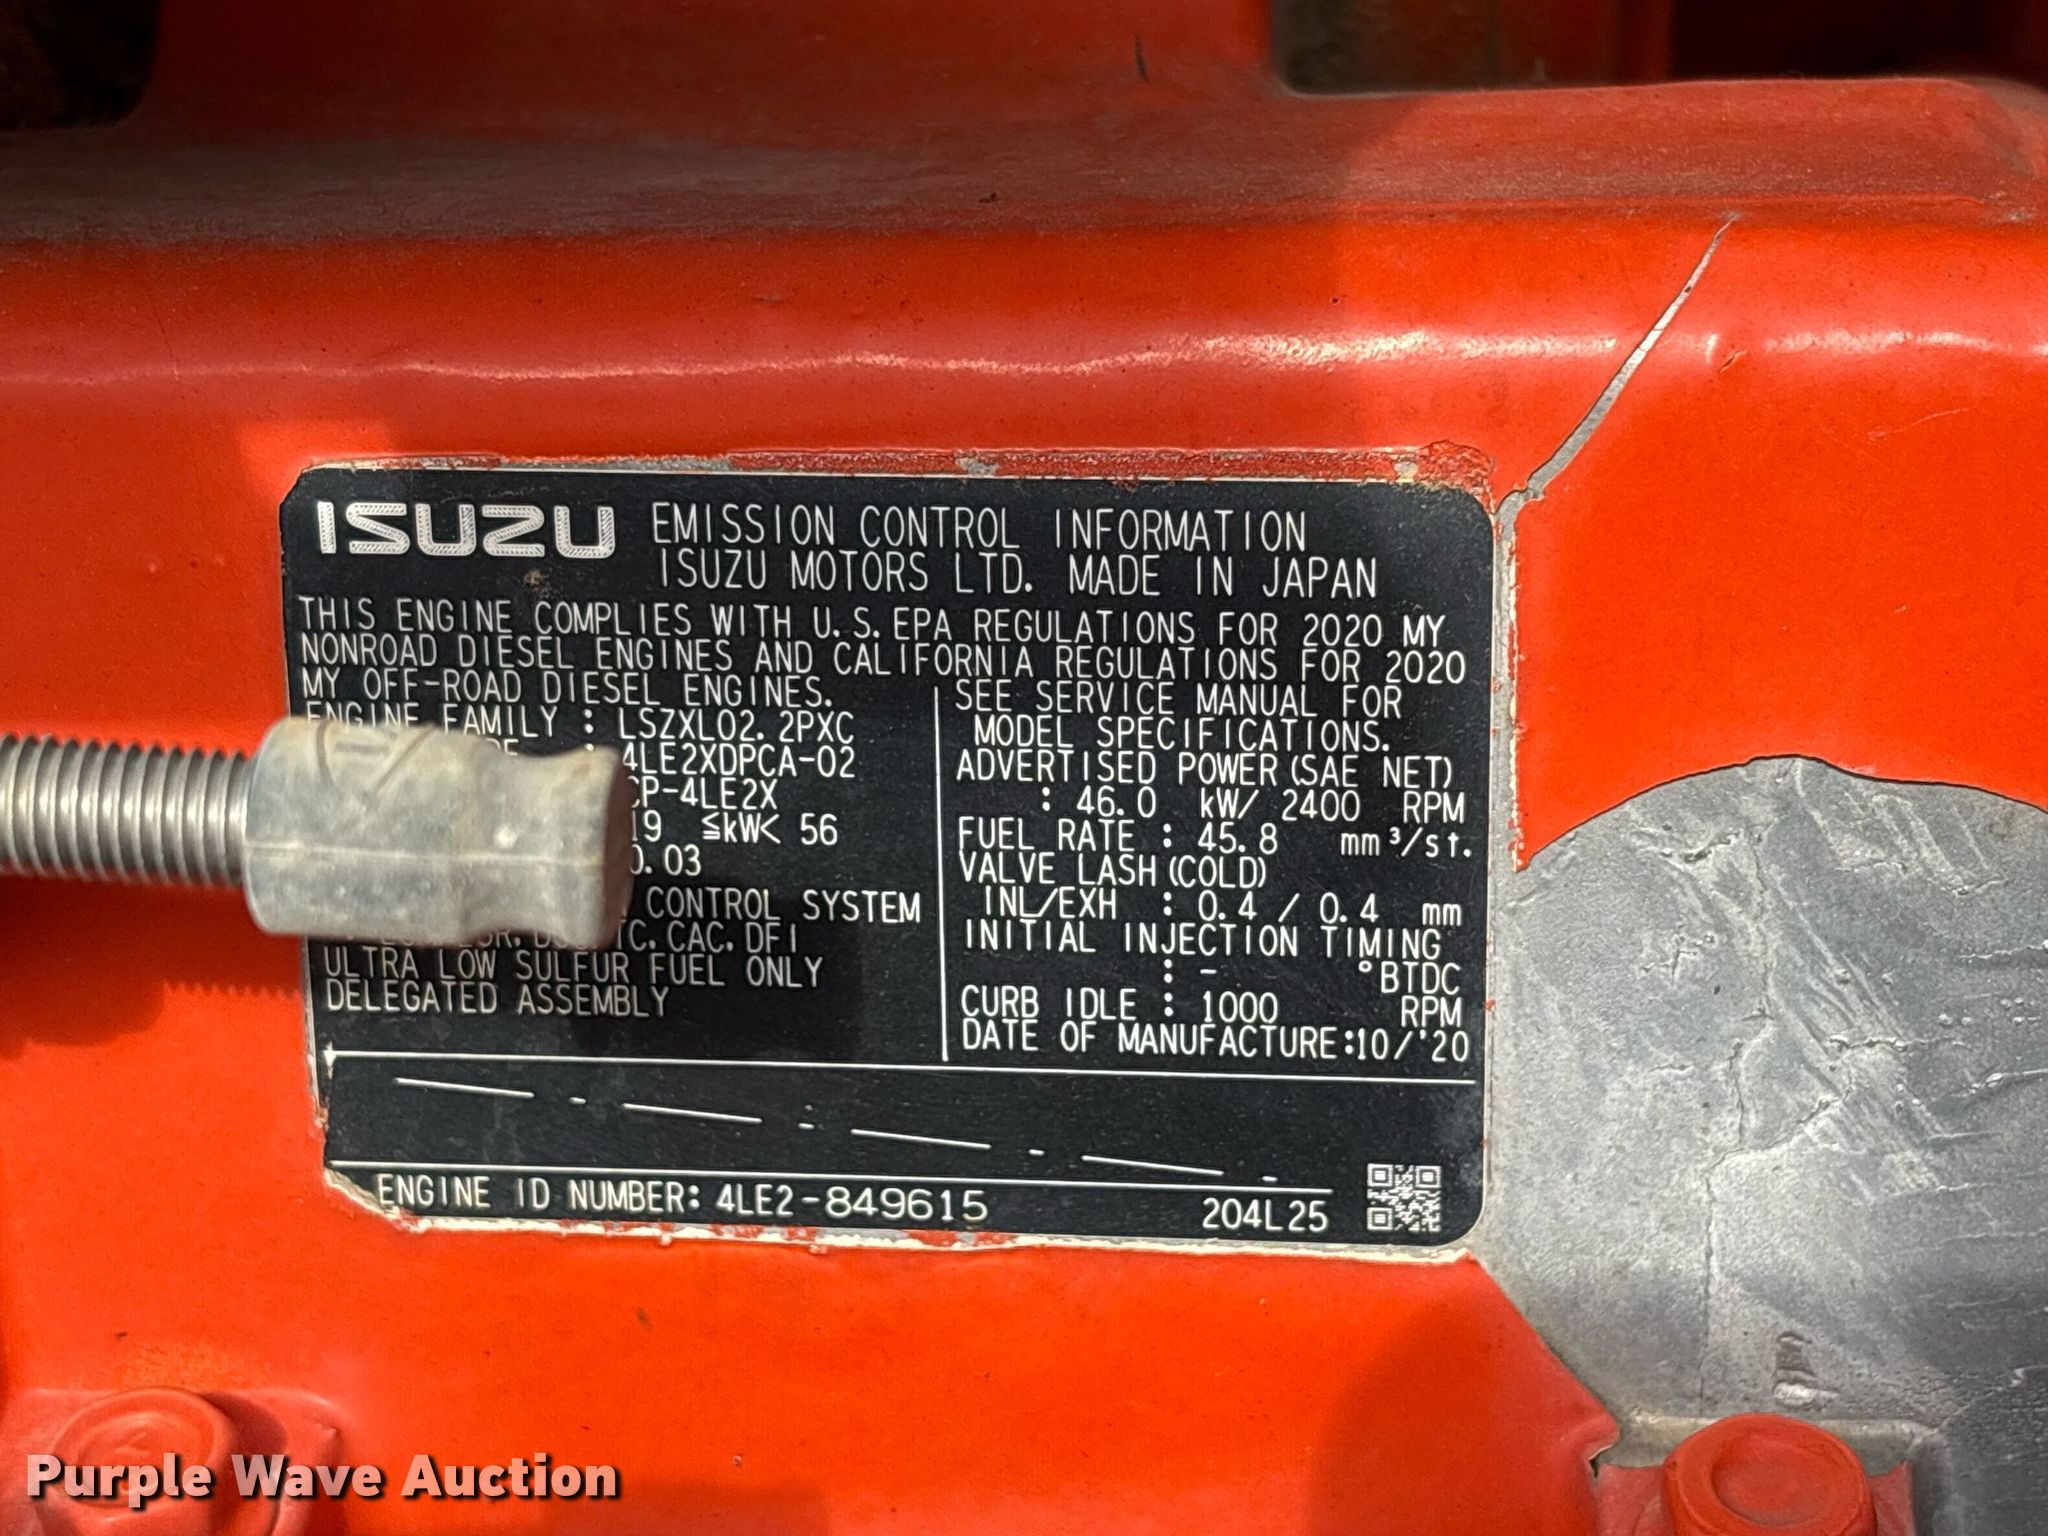 ISUZU EMISSION CONTROL INFORMATION
ISUZU MOTORS LTD. MADE IN JAPAN
THIS ENGINE COMPLIES WITH U.S.EPA REGULATIONS FOR 2020 MY
NONROAD DIESEL ENGINES AND CALIFORNIA REGULATIONS FOR 2020
MY OFF-ROAD DIESEL ENGINES.
ENGINE FAMILY : LSZXL02.2PXC
: 4LE2XDPCA-02
-4LE2X
≦kW< 56
CONTROL SYSTEM
CAC. DFI
ULTRA LOW SULFUR FUEL ONLY
DELEGATED ASSEMBLY
SEE SERVICE MANUAL FOR
MODEL SPECIFICATIONS.
ADVERTISED POWER(SAE NET)
: 46.0 kW/ 2400 RPM
FUEL RATE : 45.8 mm³/st.
VALVE LASH(COLD)
INL/EXH : 0.4 / 0.4 mm
INITIAL INJECTION TIMING
: - °BTDC
CURB IDLE : 1000 RPM
DATE OF MANUFACTURE:10/'20
ENGINE ID NUMBER: 4LE2-849615
204L25
Purple Wave Auction